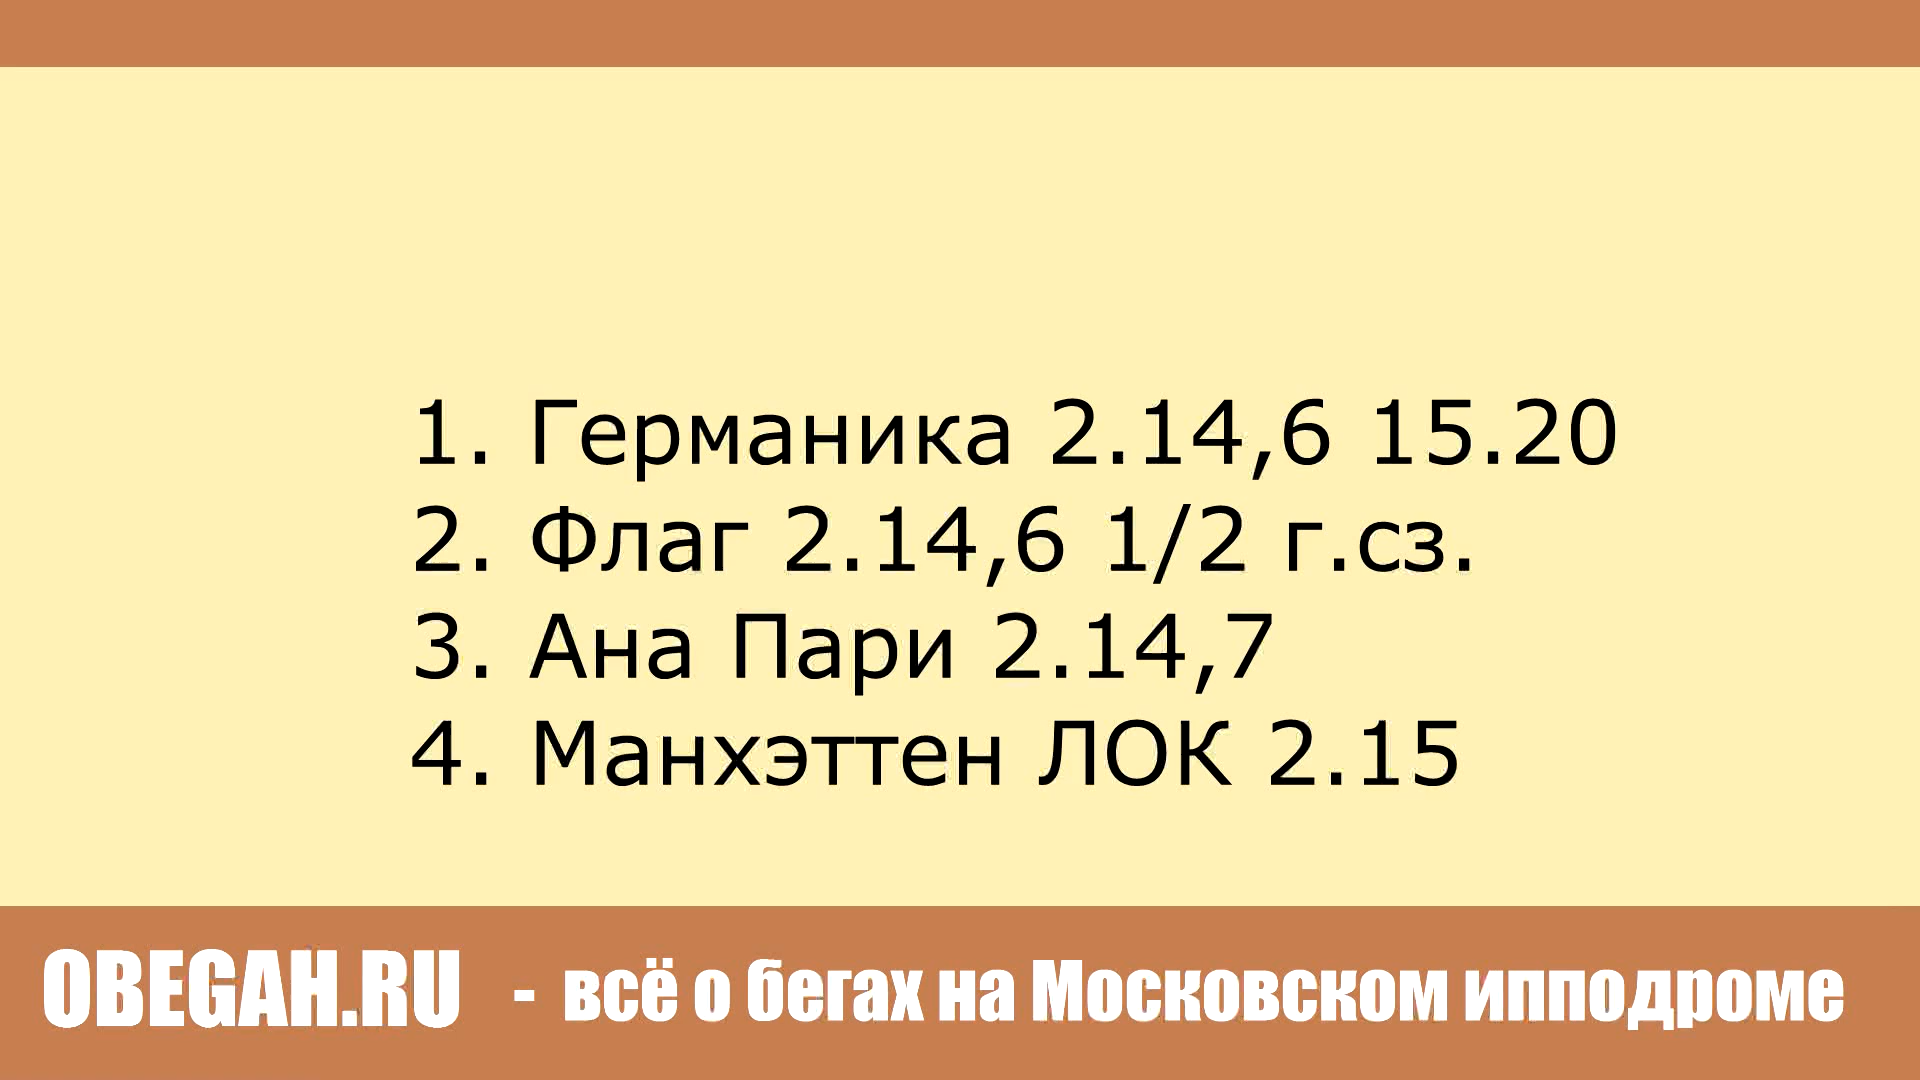 1. Германика 2.14,6 15.20
2. Флаг 2.14,6 1/2 г.сз.
3. Ана Пари 2.14,7
4. Манхэттен ЛОК 2.15
OBEGAH.RU - всё о бегах на Московском ипподроме